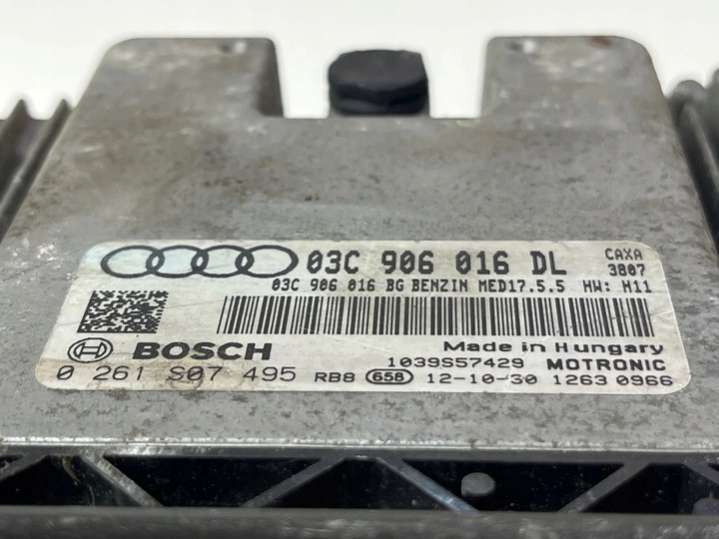 03C 906 016 DL CAXA
3807
03C 906 016 BG BENZIN MED17.5.5 HW: H11
Made in Hungary
BOSCH 1039S57429 MOTRONIC
0 261 S07 495 RB8 658 12-10-30 1263 0966